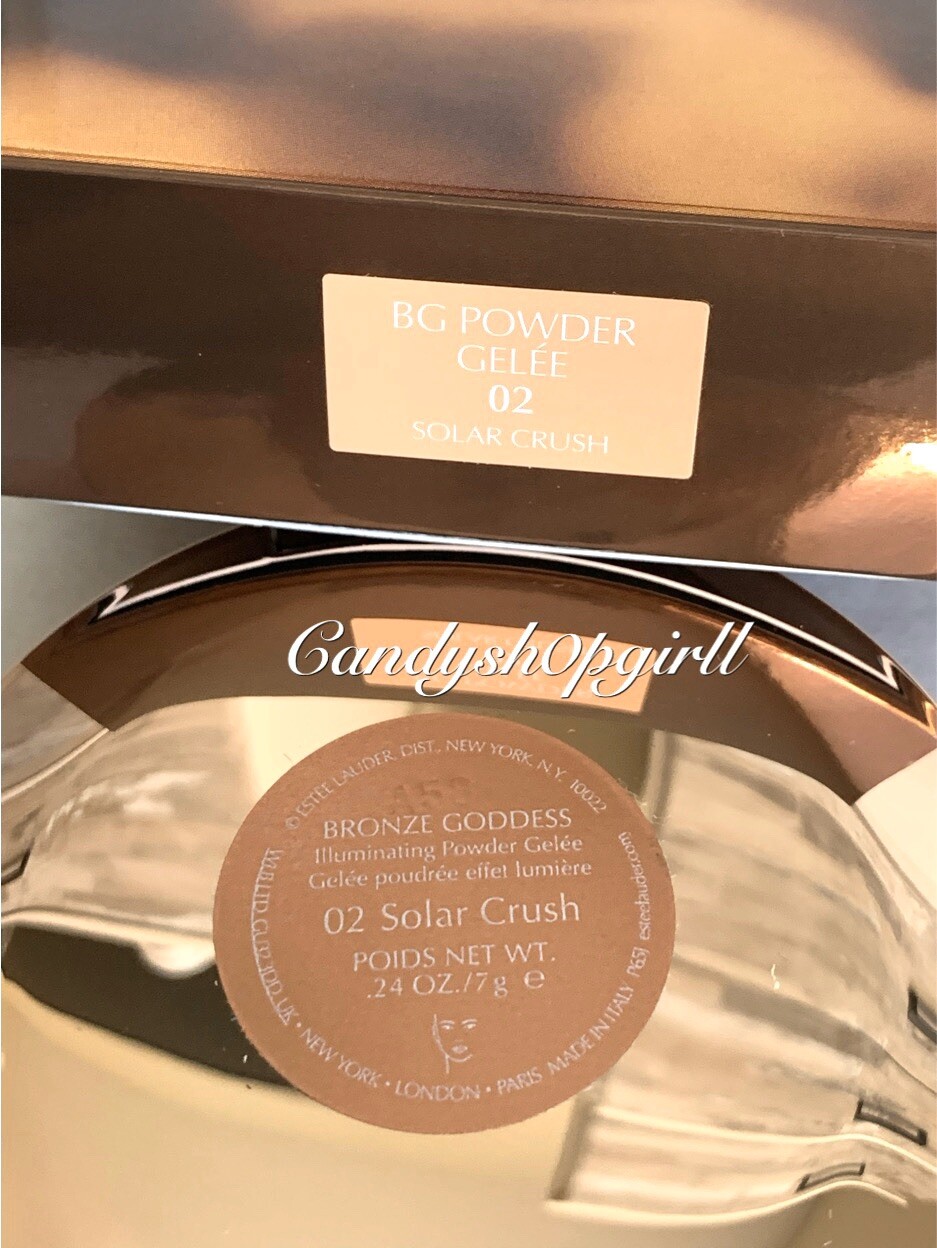 BG POWDER
GELÉE
02
SOLAR CRUSH
Candysh0pgirll
© ESTEE LAUDER DIST., NEW YORK, N.Y. 10022
BRONZE GODDESS
Illuminating Powder Gelée
Gelée poudrée effet lumière
02 Solar Crush
POIDS NET WT.
.24 OZ./7g ℮
NEW YORK • LONDON • PARIS MADE IN ITALY
esteelauder.com